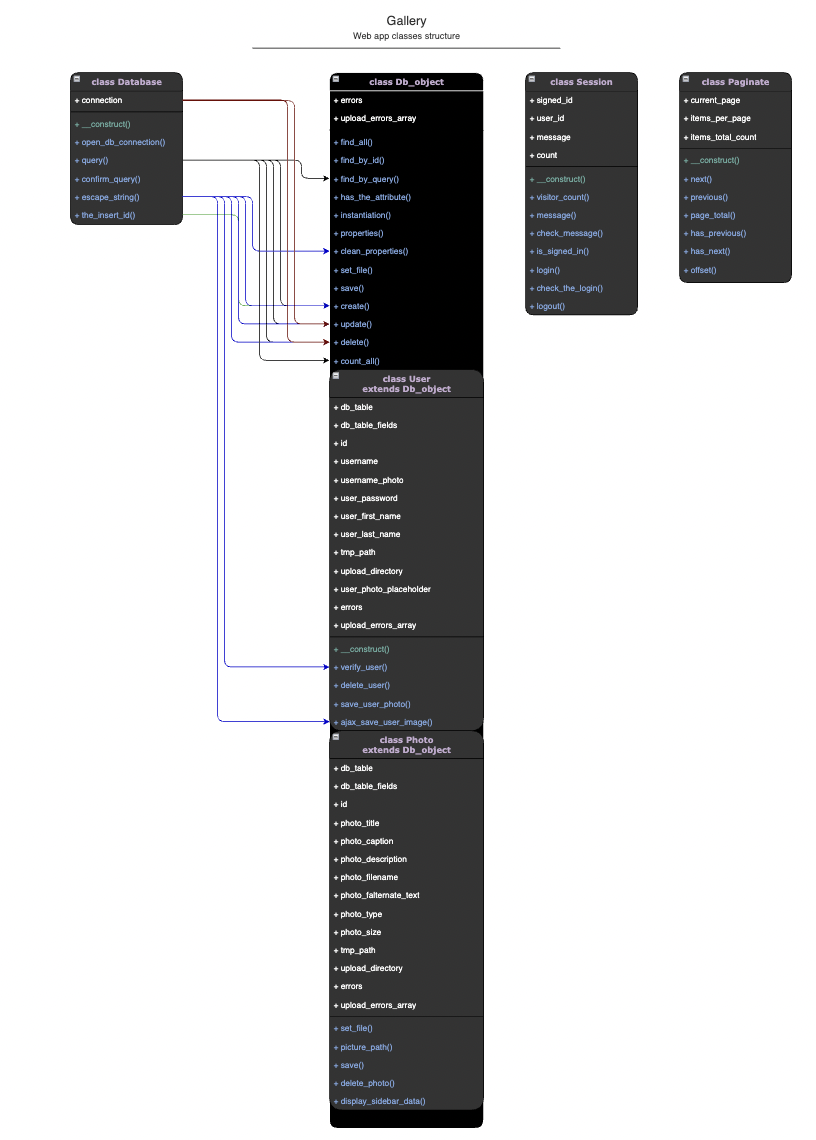 Gallery
Web app classes structure
class Database
+ connection
+ __construct()
+ open_db_connection()
+ query()
+ confirm_query()
+ escape_string()
+ the_insert_id()
class Db_object
+ errors
+ upload_errors_array
+ find_all()
+ find_by_id()
+ find_by_query()
+ has_the_attribute()
+ instantiation()
+ properties()
+ clean_properties()
+ set_file()
+ save()
+ create()
+ update()
+ delete()
+ count_all()
class User
extends Db_object
+ db_table
+ db_table_fields
+ id
+ username
+ username_photo
+ user_password
+ user_first_name
+ user_last_name
+ tmp_path
+ upload_directory
+ user_photo_placeholder
+ errors
+ upload_errors_array
+ __construct()
+ verify_user()
+ delete_user()
+ save_user_photo()
+ ajax_save_user_image()
class Photo
extends Db_object
+ db_table
+ db_table_fields
+ id
+ photo_title
+ photo_caption
+ photo_description
+ photo_filename
+ photo_falternate_text
+ photo_type
+ photo_size
+ tmp_path
+ upload_directory
+ errors
+ upload_errors_array
+ set_file()
+ picture_path()
+ save()
+ delete_photo()
+ display_sidebar_data()
class Session
+ signed_id
+ user_id
+ message
+ count
+ __construct()
+ visitor_count()
+ message()
+ check_message()
+ is_signed_in()
+ login()
+ check_the_login()
+ logout()
class Paginate
+ current_page
+ items_per_page
+ items_total_count
+ __construct()
+ next()
+ previous()
+ page_total()
+ has_previous()
+ has_next()
+ offset()